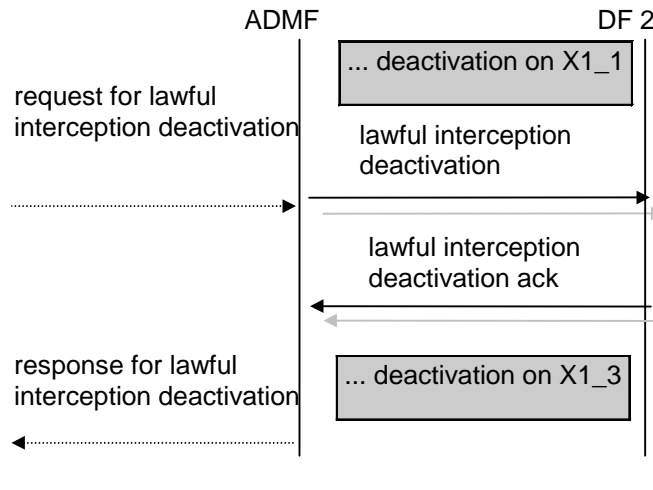 ADMF
DF 2
... deactivation on X1_1
request for lawful
interception deactivation
lawful interception
deactivation
lawful interception
deactivation ack
response for lawful
interception deactivation
... deactivation on X1_3